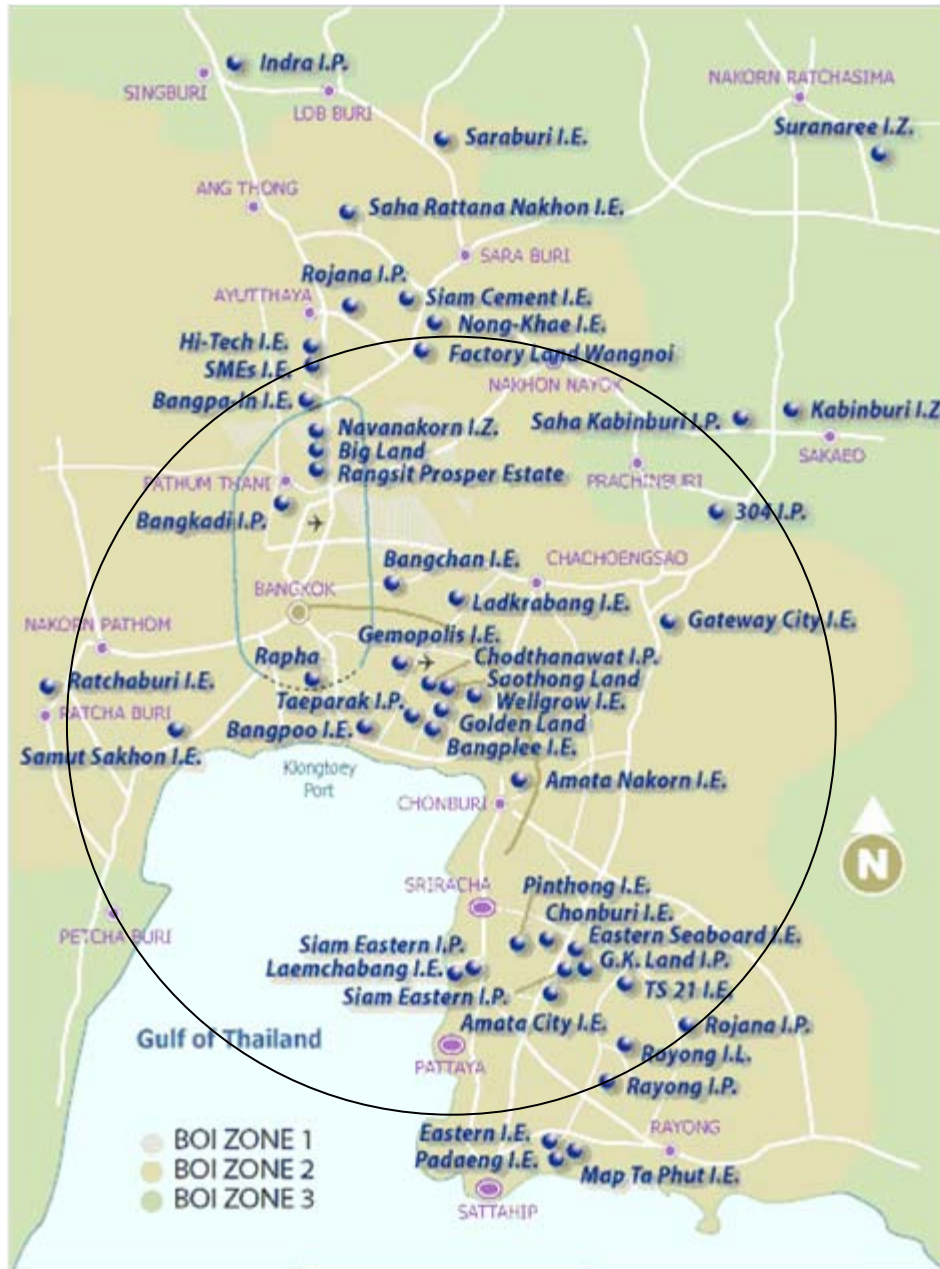 Indra I.P.
SINGBURI
LOB BURI
NAKORN RATCHASIMA
Suranaree I.Z.
Saraburi I.E.
ANG THONG
Saha Rattana Nakhon I.E.
SARA BURI
Rojana I.P.
AYUTTHAYA
Siam Cement I.E.
Nong-Khae I.E.
Hi-Tech I.E.
Factory Land Wangnoi
SMEs I.E.
NAKHON NAYOK
Bangpa-In I.E.
Saha Kabinburi I.P.
Kabinburi I.Z
Navanakorn I.Z.
Big Land
Rangsit Prosper Estate
SAKAEO
PATHUM THANI
PRACHINBURI
Bangkadi I.P.
304 I.P.
Bangchan I.E.
CHACHOENGSAO
BANGKOK
Ladkrabang I.E.
NAKORN PATHOM
Gemopolis I.E.
Gateway City I.E.
Rapha
Chodthanawat I.P.
Ratchaburi I.E.
Saothong Land
Taeparak I.P.
Wellgrow I.E.
RATCHA BURI
Bangpoo I.E.
Golden Land
Samut Sakhon I.E.
Bangplee I.E.
Klongtoey
Port
Amata Nakorn I.E.
CHONBURI
N
SRIRACHA
Pinthong I.E.
Chonburi I.E.
PETCHA BURI
Siam Eastern I.P.
Eastern Seaboard I.E.
Laemchabang I.E.
G.K. Land I.P.
Siam Eastern I.P.
TS 21 I.E.
Amata City I.E.
Rojana I.P.
Gulf of Thailand
Royong I.L.
PATTAYA
Rayong I.P.
BOI ZONE 1
BOI ZONE 2
BOI ZONE 3
Eastern I.E.
RAYONG
Padaeng I.E.
Map Ta Phut I.E.
SATTAHIP